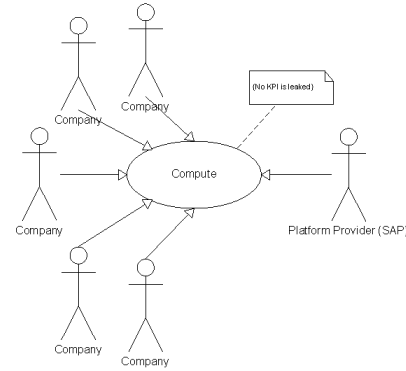 Company
Company
(No KPI is leaked)
Compute
Company
Platform Provider (SAP)
Company
Company